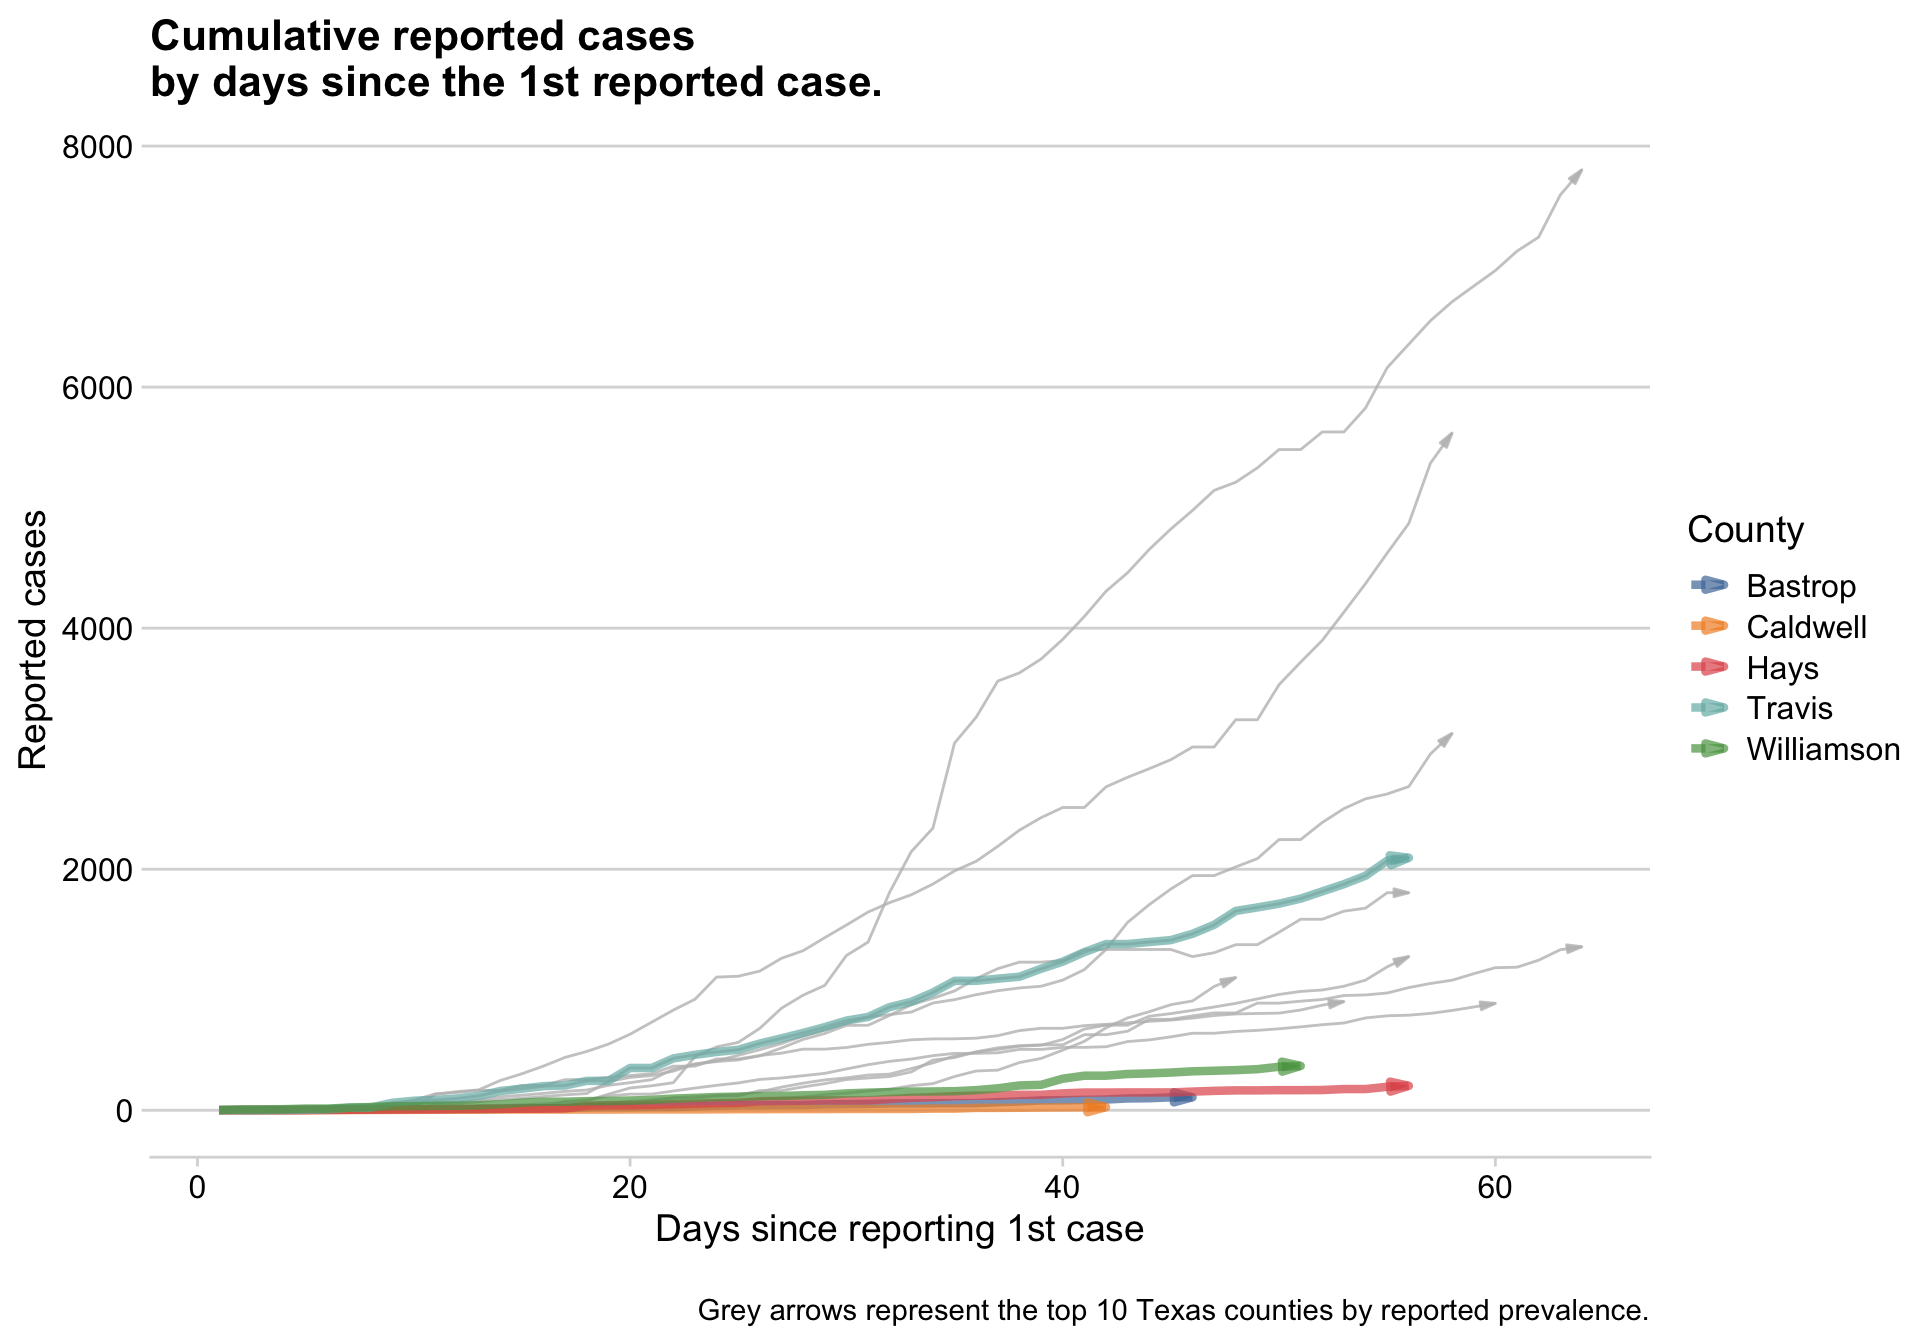 Cumulative reported cases
by days since the 1st reported case.
8000
6000
4000
2000
0
Reported cases
0 20 40 60
Days since reporting 1st case
County
Bastrop
Caldwell
Hays
Travis
Williamson
Grey arrows represent the top 10 Texas counties by reported prevalence.